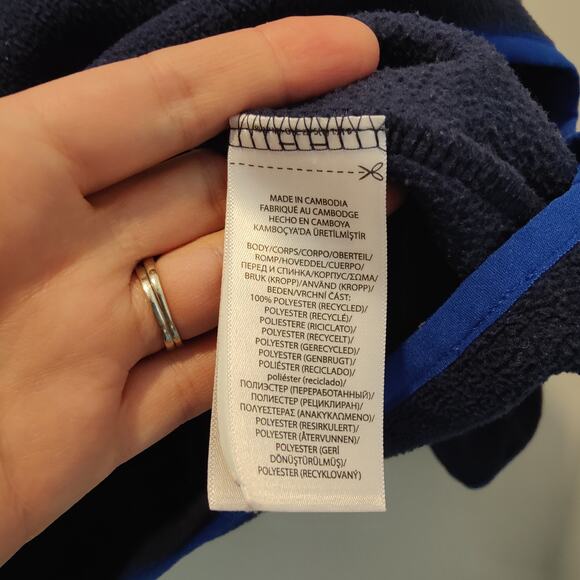 MADE IN CAMBODIA
FABRIQUÉ AU CAMBODGE
HECHO EN CAMBOYA
KAMBOÇYA'DA ÜRETİLMİŞTİR
BODY/CORPS/CORPO/OBERTEIL/
ROMP/HOVEDDEL/CUERPO/
ПЕРЕД И СПИНКА/КОРПУС/ΣΩΜΑ/
BRUK (KROPP)/ANVÄND (KROPP)/
BEDEN/VRCHNÍ ČÁST:
100% POLYESTER (RECYCLED)/
POLYESTER (RECYCLÉ)/
POLIESTERE (RICICLATO)/
POLYESTER (RECYCELT)/
POLYESTER (GERECYCLED)/
POLYESTER (GENBRUGT)/
POLIÉSTER (RECICLADO)/
poliéster (reciclado)/
ПОЛИЭСТЕР (ПЕРЕРАБОТАННЫЙ)/
ПОЛИЕСТЕР (РЕЦИКЛИРАН)/
ΠΟΛΥΕΣΤΕΡΑΣ (ΑΝΑΚΥΚΛΩΜΕΝΟ)/
POLYESTER (RESIRKULERT)/
POLYESTER (ÅTERVUNNEN)/
POLYESTER (GERİ
DÖNÜŞTÜRÜLMÜŞ)/
POLYESTER (RECYKLOVANÝ)